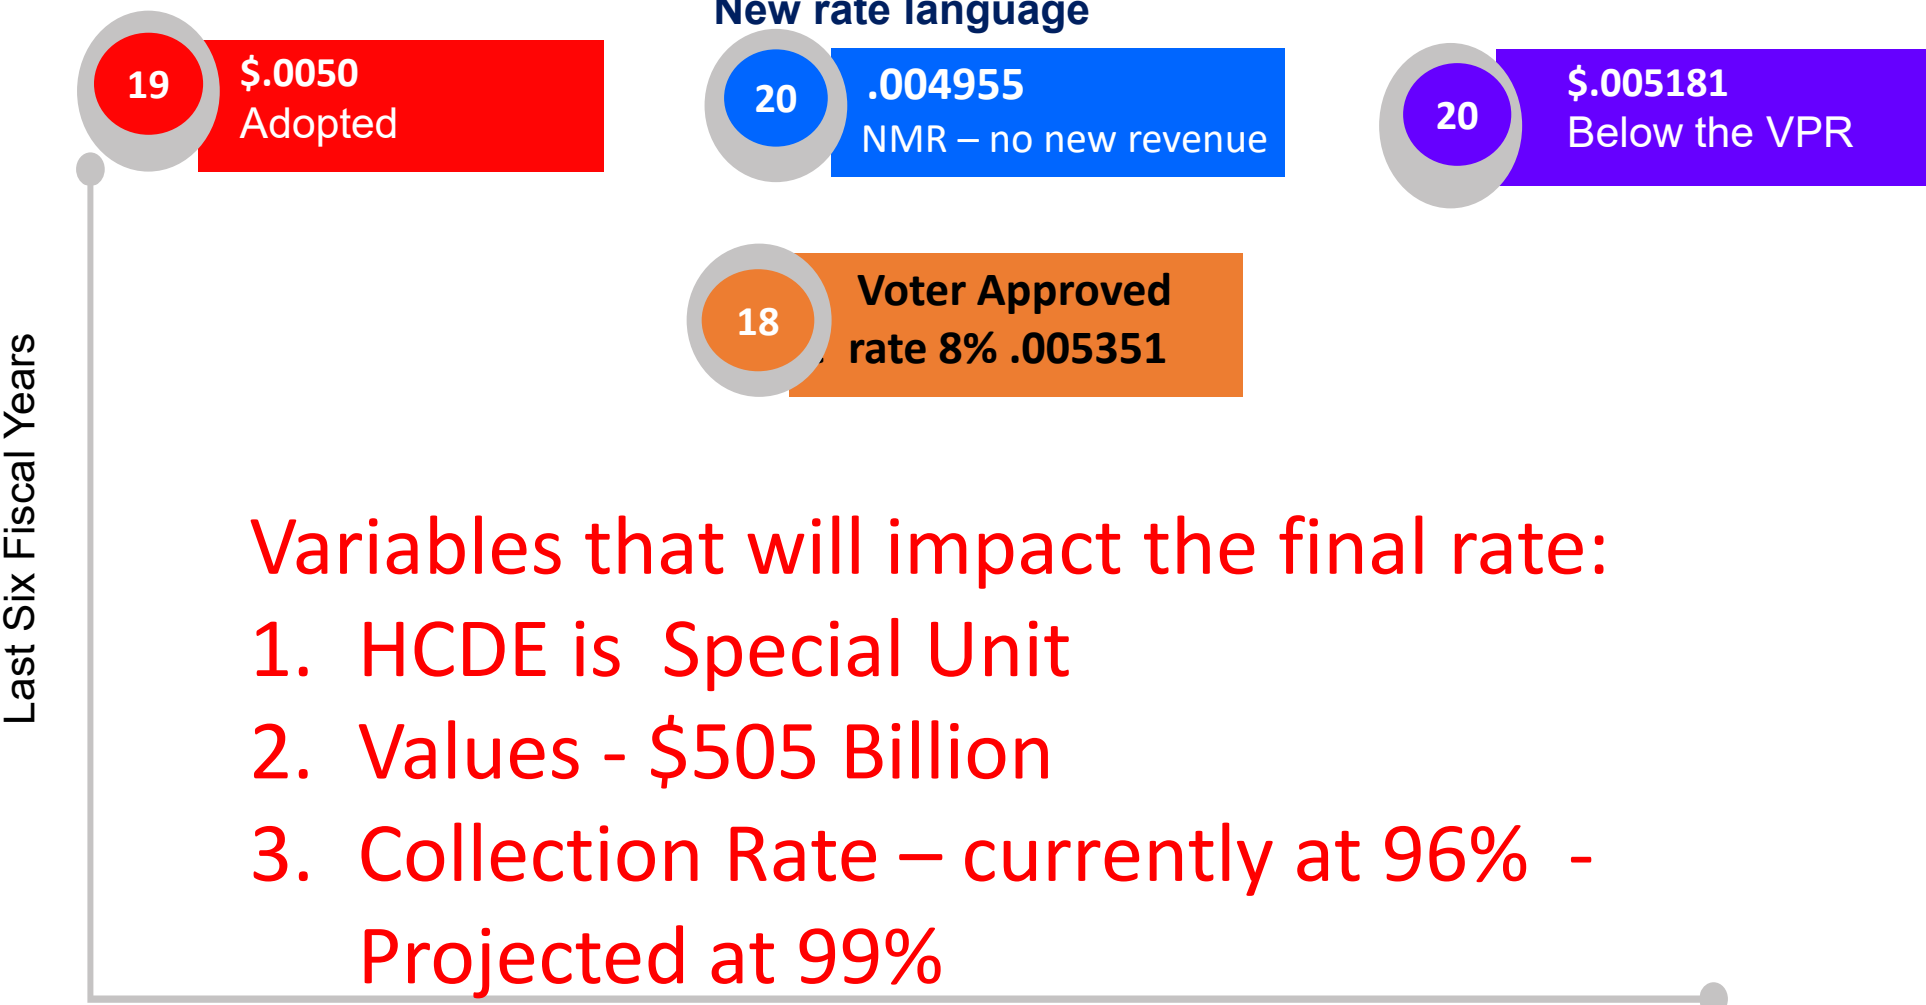 New rate language
19
$.0050
Adopted
20
.004955
NMR – no new revenue
20
$.005181
Below the VPR
18
Voter Approved
rate 8% .005351
Last Six Fiscal Years
Variables that will impact the final rate:
1. HCDE is Special Unit
2. Values - $505 Billion
3. Collection Rate – currently at 96% -
Projected at 99%